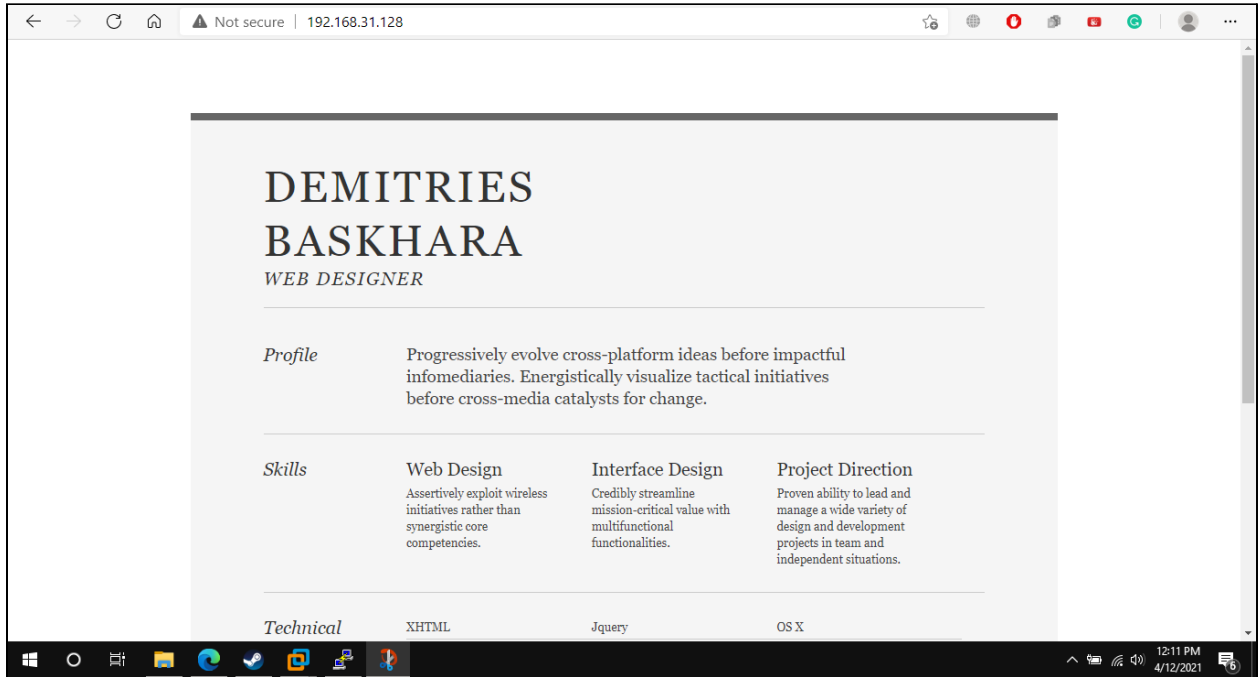 Not secure | 192.168.31.128
DEMITRIES
BASKHARA
WEB DESIGNER
Profile
Progressively evolve cross-platform ideas before impactful
infomediaries. Energistically visualize tactical initiatives
before cross-media catalysts for change.
Skills
Web Design
Assertively exploit wireless
initiatives rather than
synergistic core
competencies.
Interface Design
Credibly streamline
mission-critical value with
multifunctional
functionalities.
Project Direction
Proven ability to lead and
manage a wide variety of
design and development
projects in team and
independent situations.
Technical
XHTML
Jquery
OS X
12:11 PM
4/12/2021
6